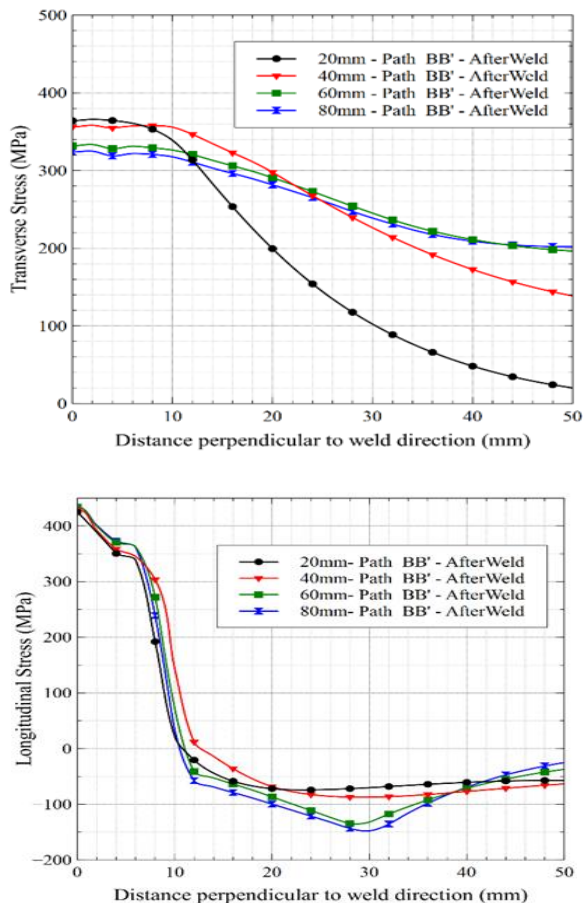 500
400
300
200
100
0
Transverse Stress (MPa)
20mm - Path BB' - AfterWeld
40mm - Path BB' - AfterWeld
60mm - Path BB' - AfterWeld
80mm - Path BB' - AfterWeld
0 10 20 30 40 50
Distance perpendicular to weld direction (mm)
400
300
200
100
0
−100
−200
Longitudinal Stress (MPa)
20mm- Path BB' - AfterWeld
40mm- Path BB' - AfterWeld
60mm- Path BB' - AfterWeld
80mm- Path BB' - AfterWeld
0 10 20 30 40 50
Distance perpendicular to weld direction (mm)